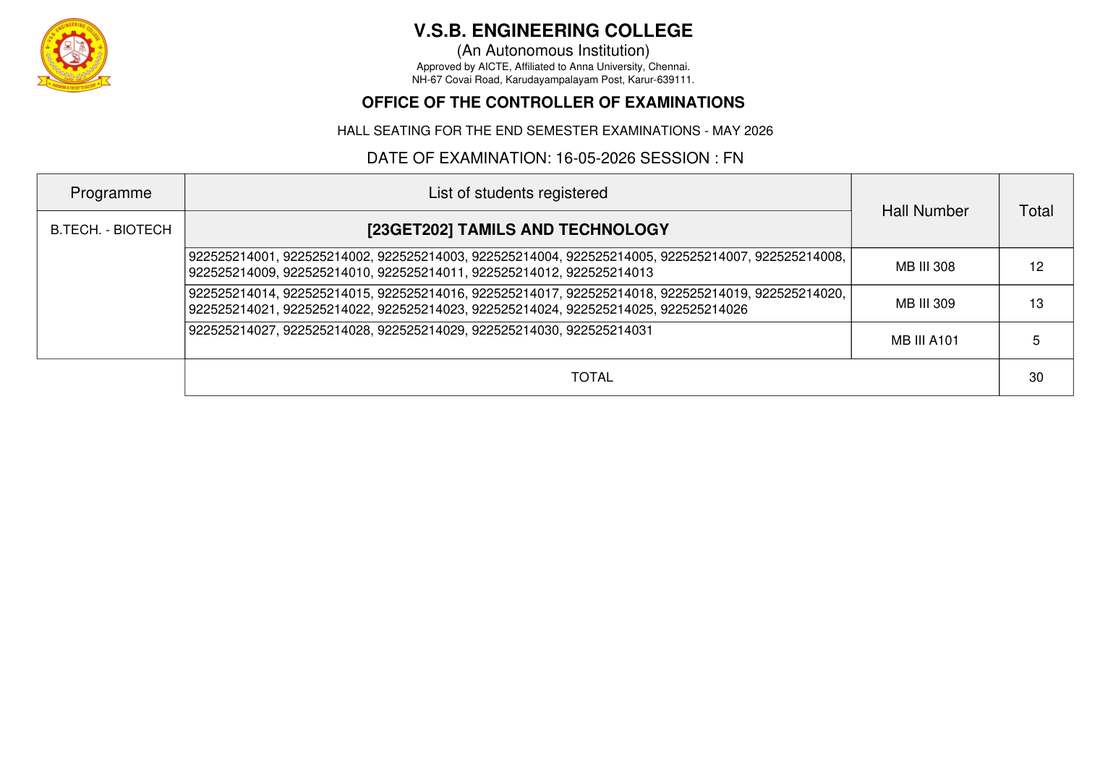 V.S.B. ENGINEERING COLLEGE
(An Autonomous Institution)
Approved by AICTE, Affiliated to Anna University, Chennai.
NH-67 Covai Road, Karudayampalayam Post, Karur-639111.
OFFICE OF THE CONTROLLER OF EXAMINATIONS
HALL SEATING FOR THE END SEMESTER EXAMINATIONS - MAY 2026
DATE OF EXAMINATION: 16-05-2026 SESSION : FN
Programme
List of students registered
Hall Number
Total
B.TECH. - BIOTECH
[23GET202] TAMILS AND TECHNOLOGY
922525214001, 922525214002, 922525214003, 922525214004, 922525214005, 922525214007, 922525214008,
922525214009, 922525214010, 922525214011, 922525214012, 922525214013
MB III 308
12
922525214014, 922525214015, 922525214016, 922525214017, 922525214018, 922525214019, 922525214020,
922525214021, 922525214022, 922525214023, 922525214024, 922525214025, 922525214026
MB III 309
13
922525214027, 922525214028, 922525214029, 922525214030, 922525214031
MB III A101
5
TOTAL
30